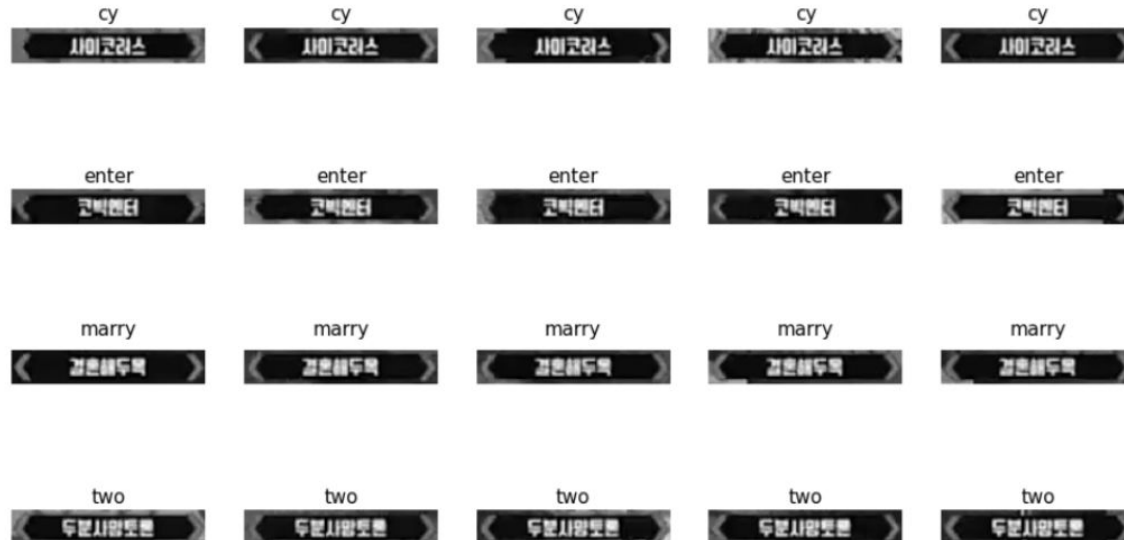 cy cy cy cy cy
사이코러스 사이코러스 사이코러스 사이코러스 사이코러스
enter enter enter enter enter
코빅엔터 코빅엔터 코빅엔터 코빅엔터 코빅엔터
marry marry marry marry marry
결혼해두목 결혼해두목 결혼해두목 결혼해두목 결혼해두목
two two two two two
두분사망토론 두분사망토론 두분사망토론 두분사망토론 두분사망토론